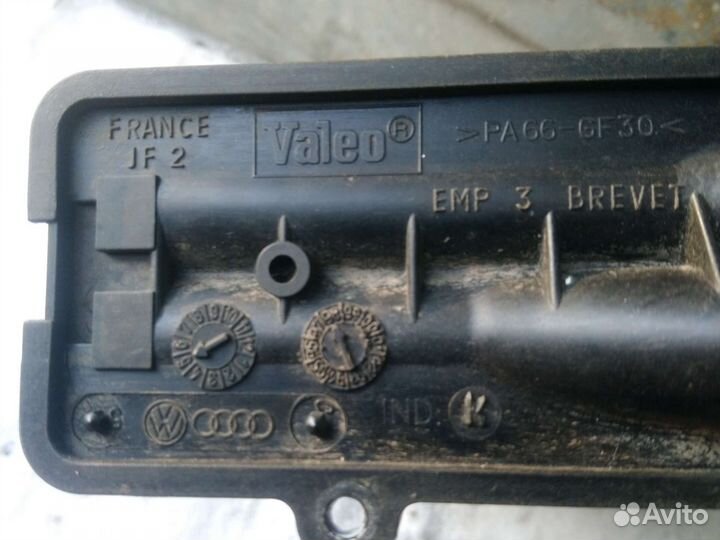 FRANCE
JF 2
Valeo®
>PA66-GF30<
EMP 3 BREVET
IND. K
Avito